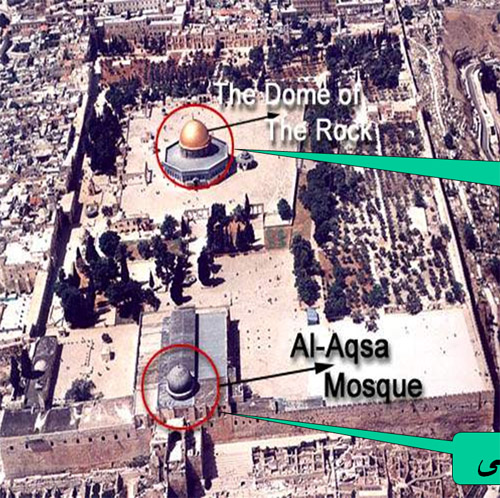 The Dome of
The Rock
Al-Aqsa
Mosque